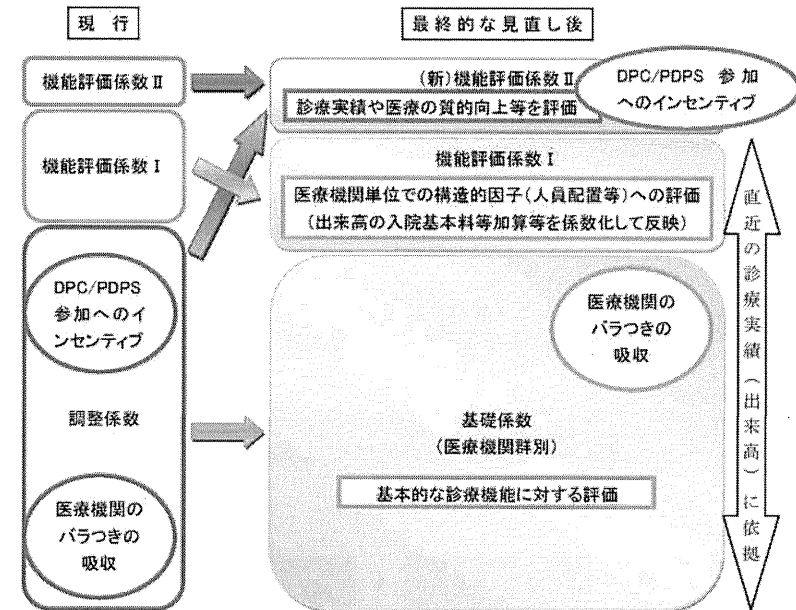 現行
最終的な見直し後
機能評価係数Ⅱ
機能評価係数Ⅰ
DPC/PDPS
参加へのイ
ンセンティブ
調整係数
医療機関の
バラつきの
吸収
(新)機能評価係数Ⅱ
診療実績や医療の質的向上等を評価
DPC/PDPS 参加
へのインセンティブ
機能評価係数Ⅰ
医療機関単位での構造的因子(人員配置等)への評価
(出来高の入院基本料等加算等を係数化して反映)
医療機関の
バラつきの
吸収
基礎係数
(医療機関群別)
基本的な診療機能に対する評価
直近の診療実績(出来高)に依拠